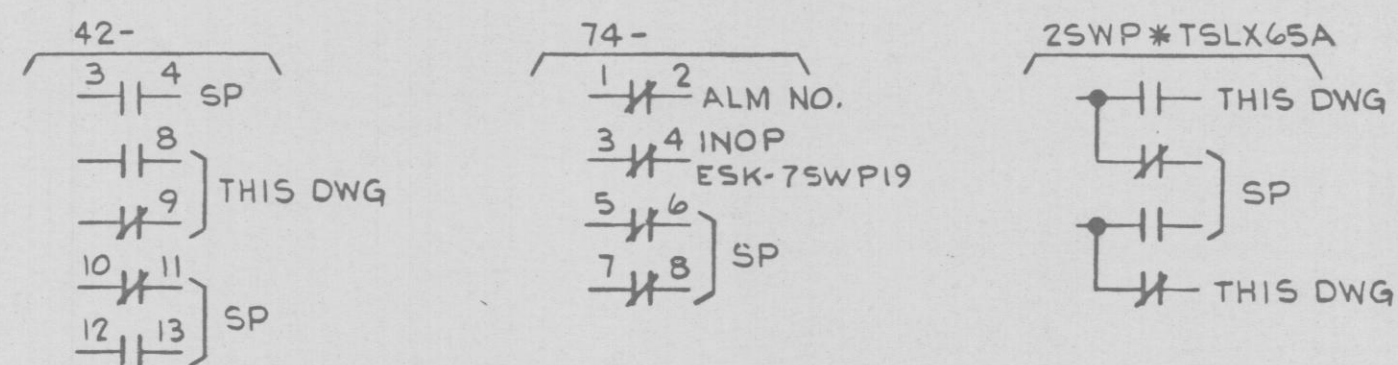 42-
3 4 SP
8
THIS DWG
9
10 11
SP
12 13
74-
1 2 ALM NO.
3 4 INOP
ESK-7SWP19
5 6
SP
7 8
2SWP*TSLX65A
THIS DWG
SP
THIS DWG